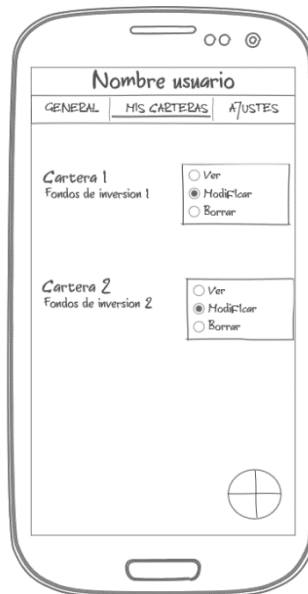 Nombre usuario
GENERAL MIS CARTERAS AJUSTES
Cartera 1
Fondos de inversion 1
Ver
Modificar
Borrar
Cartera 2
Fondos de inversion 2
Ver
Modificar
Borrar